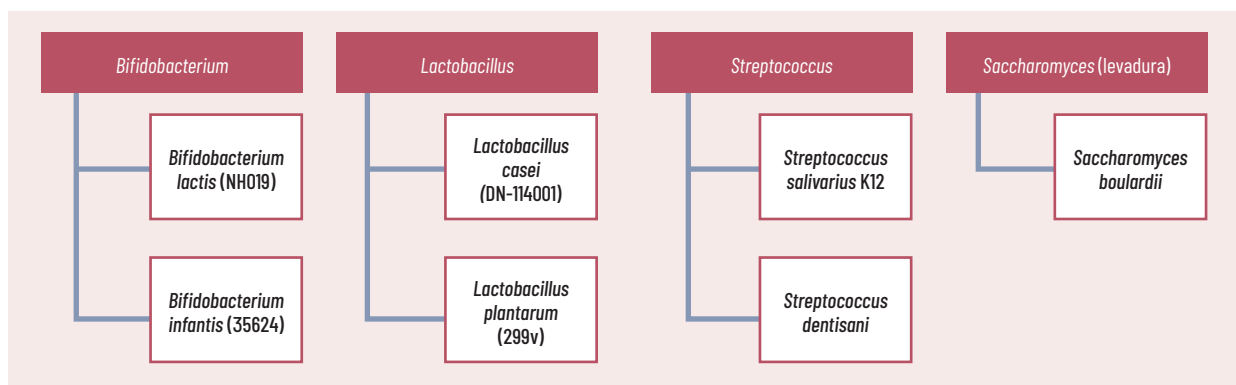 Bifidobacterium
Lactobacillus
Streptococcus
Saccharomyces (levadura)
Bifidobacterium
lactis (NH019)
Lactobacillus
casei
(DN-114001)
Streptococcus
salivarius K12
Saccharomyces
boulardii
Bifidobacterium
infantis (35624)
Lactobacillus
plantarum
(299v)
Streptococcus
dentisani